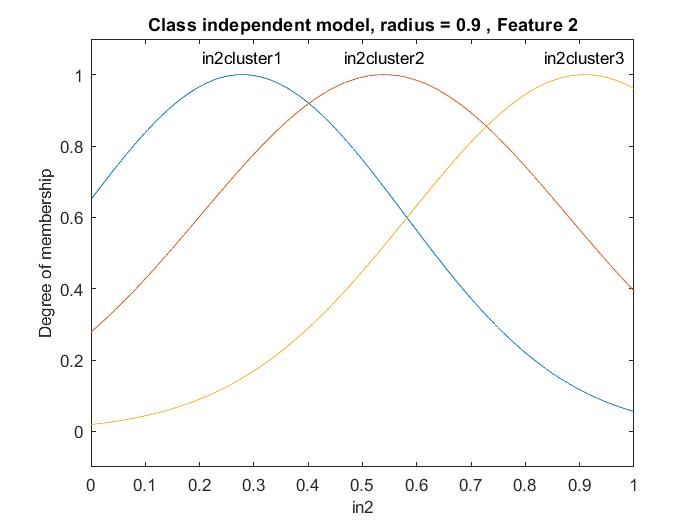 Class independent model, radius = 0.9 , Feature 2
in2cluster1 in2cluster2 in2cluster3
1
0.8
0.6
0.4
0.2
0
Degree of membership
0 0.1 0.2 0.3 0.4 0.5 0.6 0.7 0.8 0.9 1
in2